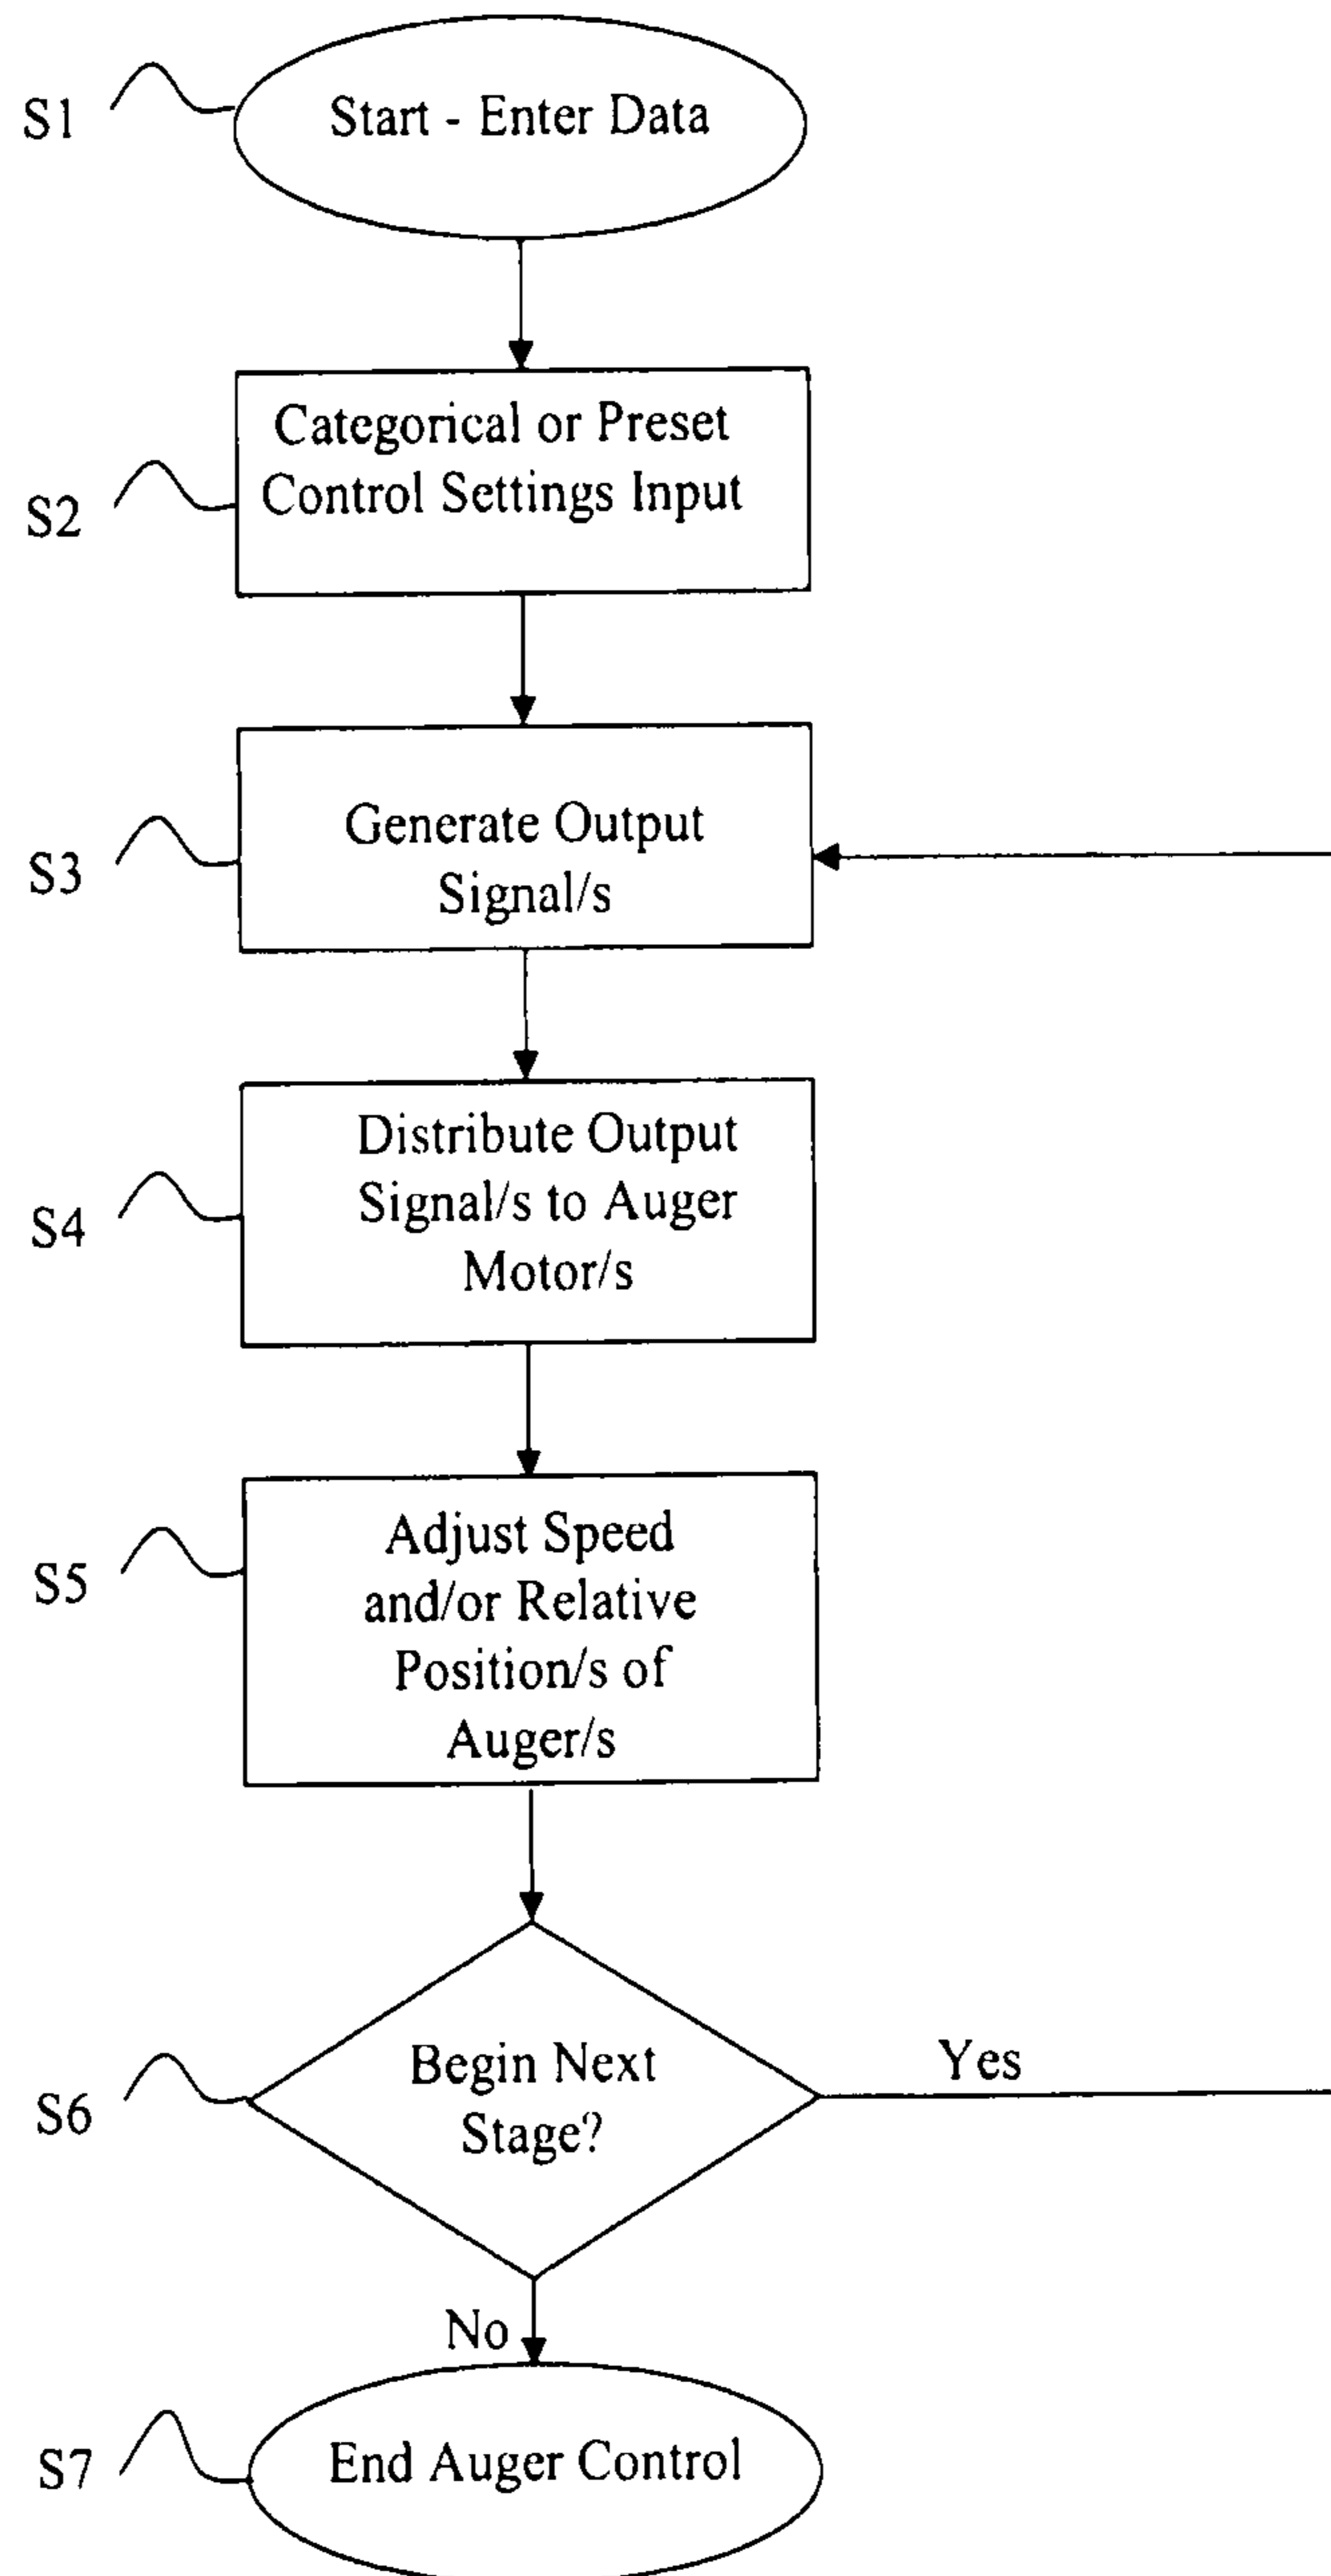 S1
Start - Enter Data
S2
Categorical or Preset
Control Settings Input
S3
Generate Output
Signal/s
S4
Distribute Output
Signal/s to Auger
Motor/s
S5
Adjust Speed
and/or Relative
Position/s of
Auger/s
S6
Begin Next
Stage?
Yes
No
S7
End Auger Control